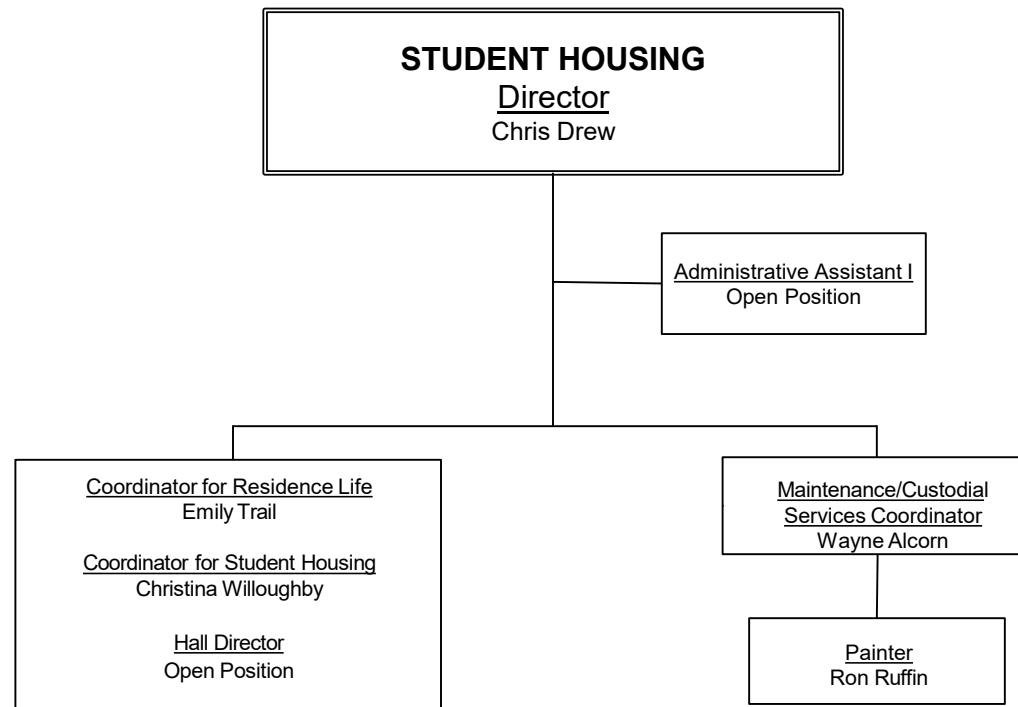 STUDENT HOUSING
Director
Chris Drew
Administrative Assistant I
Open Position
Coordinator for Residence Life
Emily Trail
Coordinator for Student Housing
Christina Willoughby
Hall Director
Open Position
Maintenance/Custodial
Services Coordinator
Wayne Alcorn
Painter
Ron Ruffin